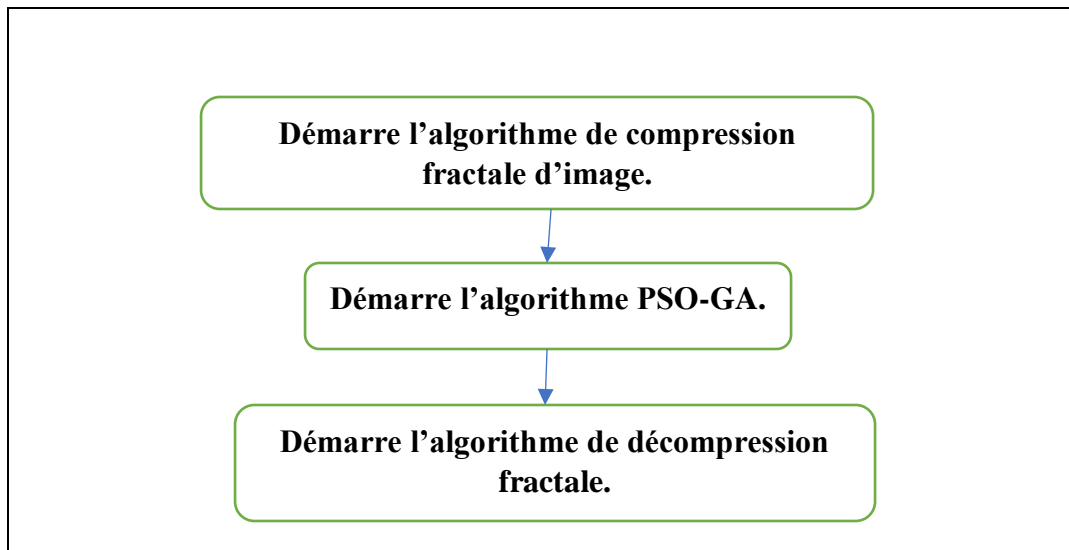 Démarre l’algorithme de compression
fractale d’image.
Démarre l’algorithme PSO-GA.
Démarre l’algorithme de décompression
fractale.